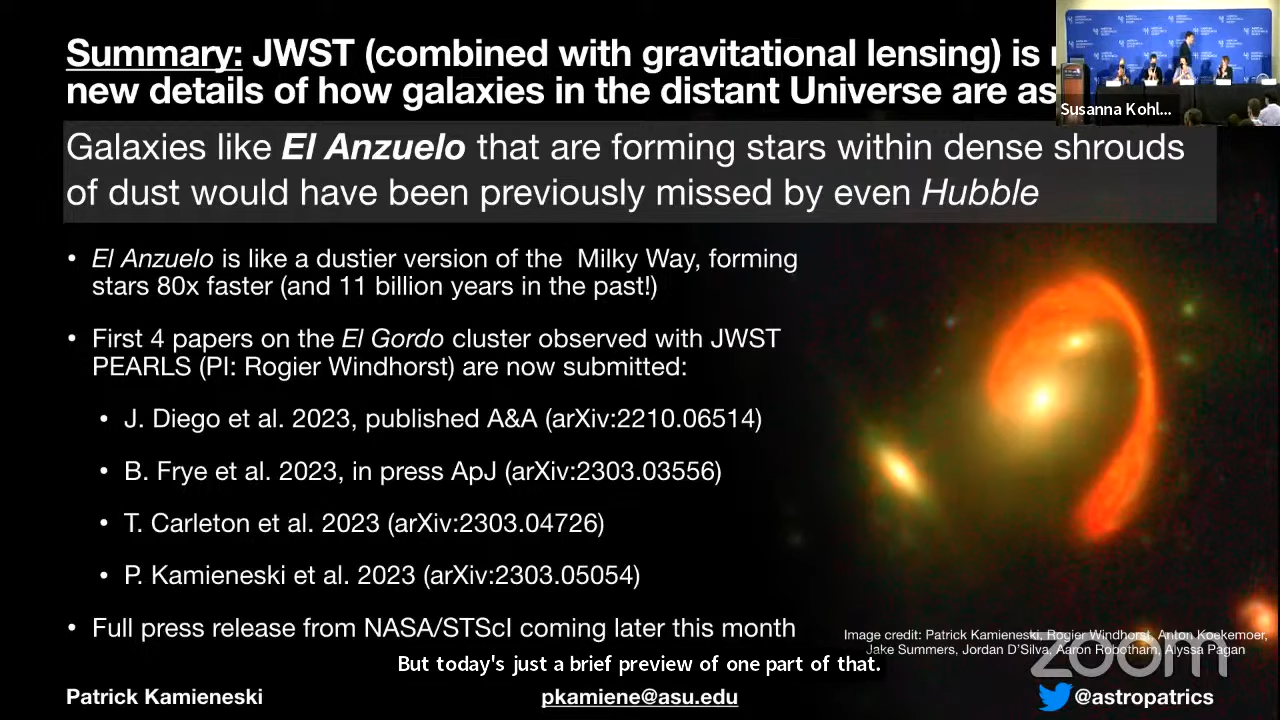 Summary: JWST (combined with gravitational lensing) is
new details of how galaxies in the distant Universe are
Susanna Kohl...
Galaxies like El Anzuelo that are forming stars within dense shrouds
of dust would have been previously missed by even Hubble
• El Anzuelo is like a dustier version of the Milky Way, forming
stars 80x faster (and 11 billion years in the past!)
• First 4 papers on the El Gordo cluster observed with JWST
PEARLS (PI: Rogier Windhorst) are now submitted:
• J. Diego et al. 2023, published A&A (arXiv:2210.06514)
• B. Frye et al. 2023, in press ApJ (arXiv:2303.03556)
• T. Carleton et al. 2023 (arXiv:2303.04726)
• P. Kamieneski et al. 2023 (arXiv:2303.05054)
• Full press release from NASA/STScI coming later this month
Image credit: Patrick Kamieneski, Rogier Windhorst, Anton Koekemoer,
Jake Summers, Jordan D'Silva, Aaron Robotham, Alyssa Pagan
zoom
But today's just a brief preview of one part of that.
Patrick Kamieneski
pkamiene@asu.edu
@astropatrics